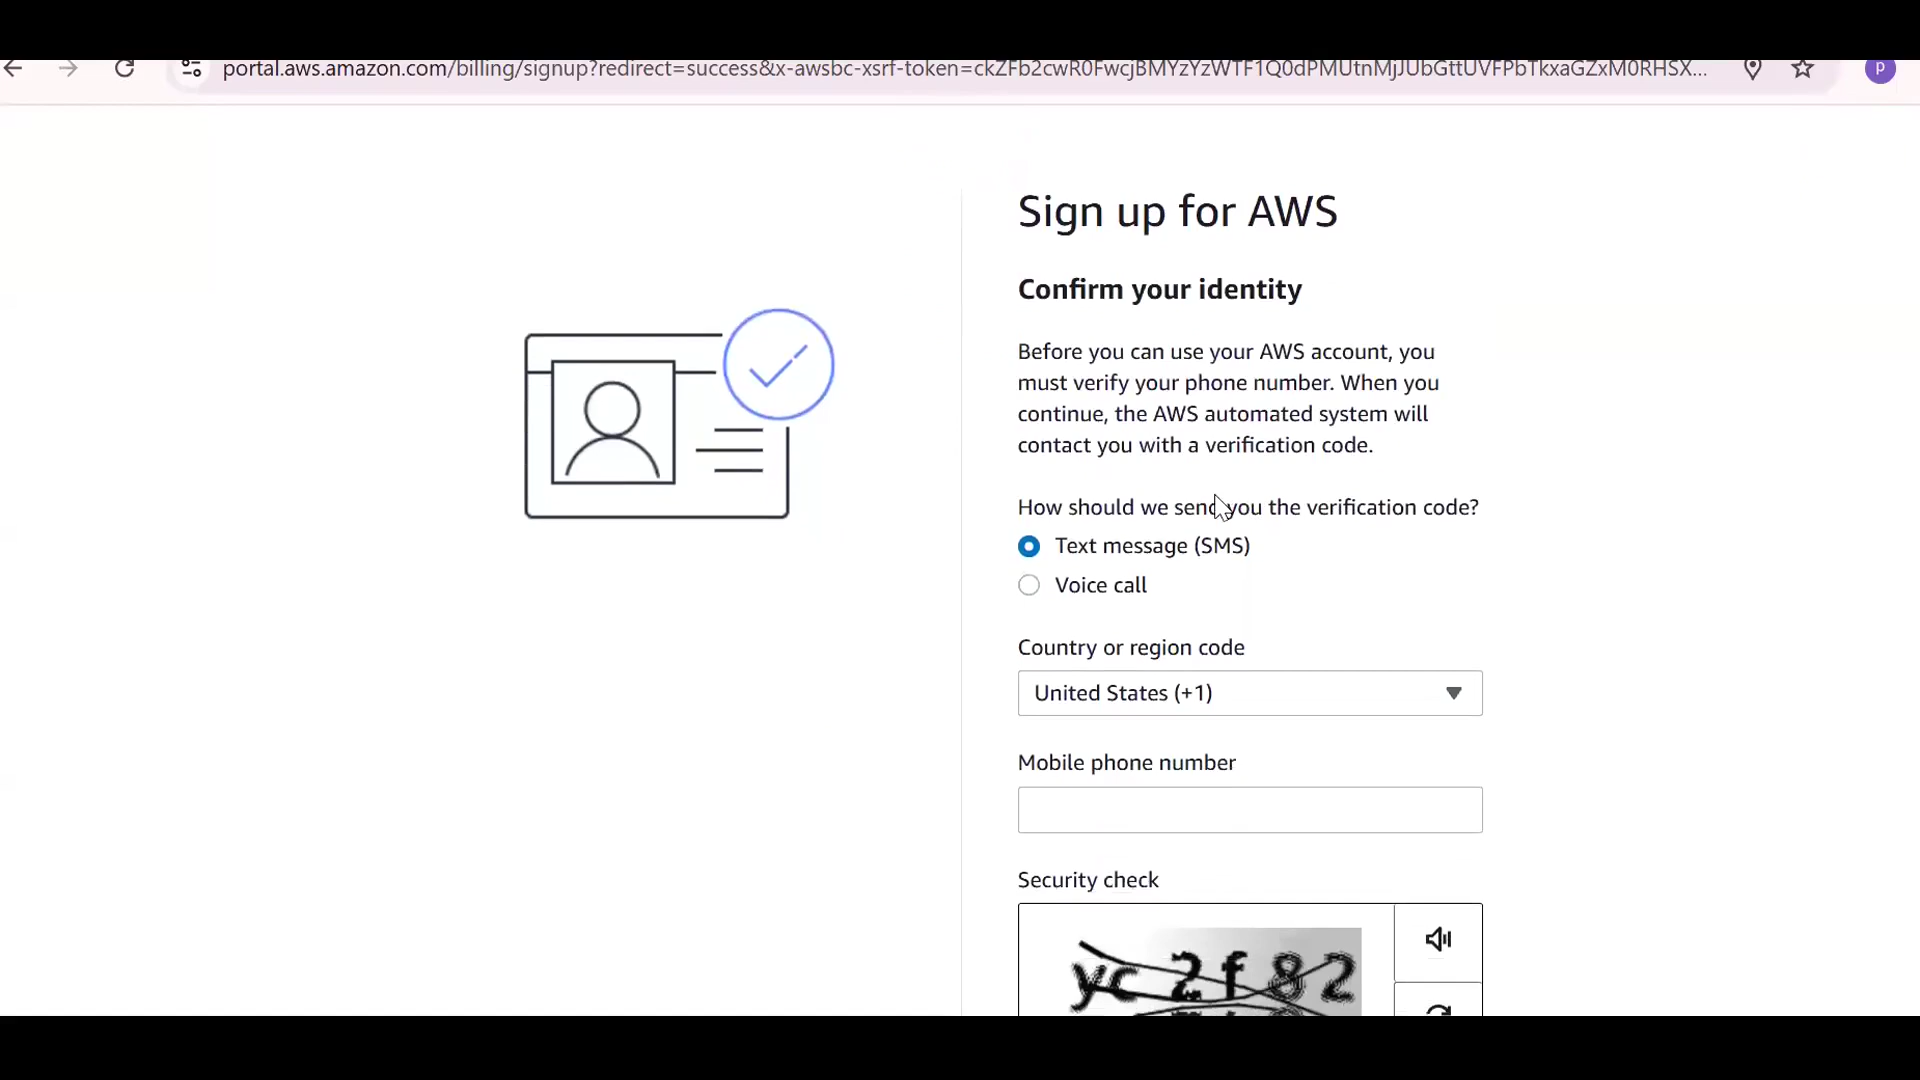 portal.aws.amazon.com/billing/signup?redirect=success&x-awsbc-xsrf-token=
P
Sign up for AWS
Confirm your identity
Before you can use your AWS account, you
must verify your phone number. When you
continue, the AWS automated system will
contact you with a verification code.
How should we send you the verification code?
Text message (SMS)
Voice call
Country or region code
United States (+1)
Mobile phone number
Security check